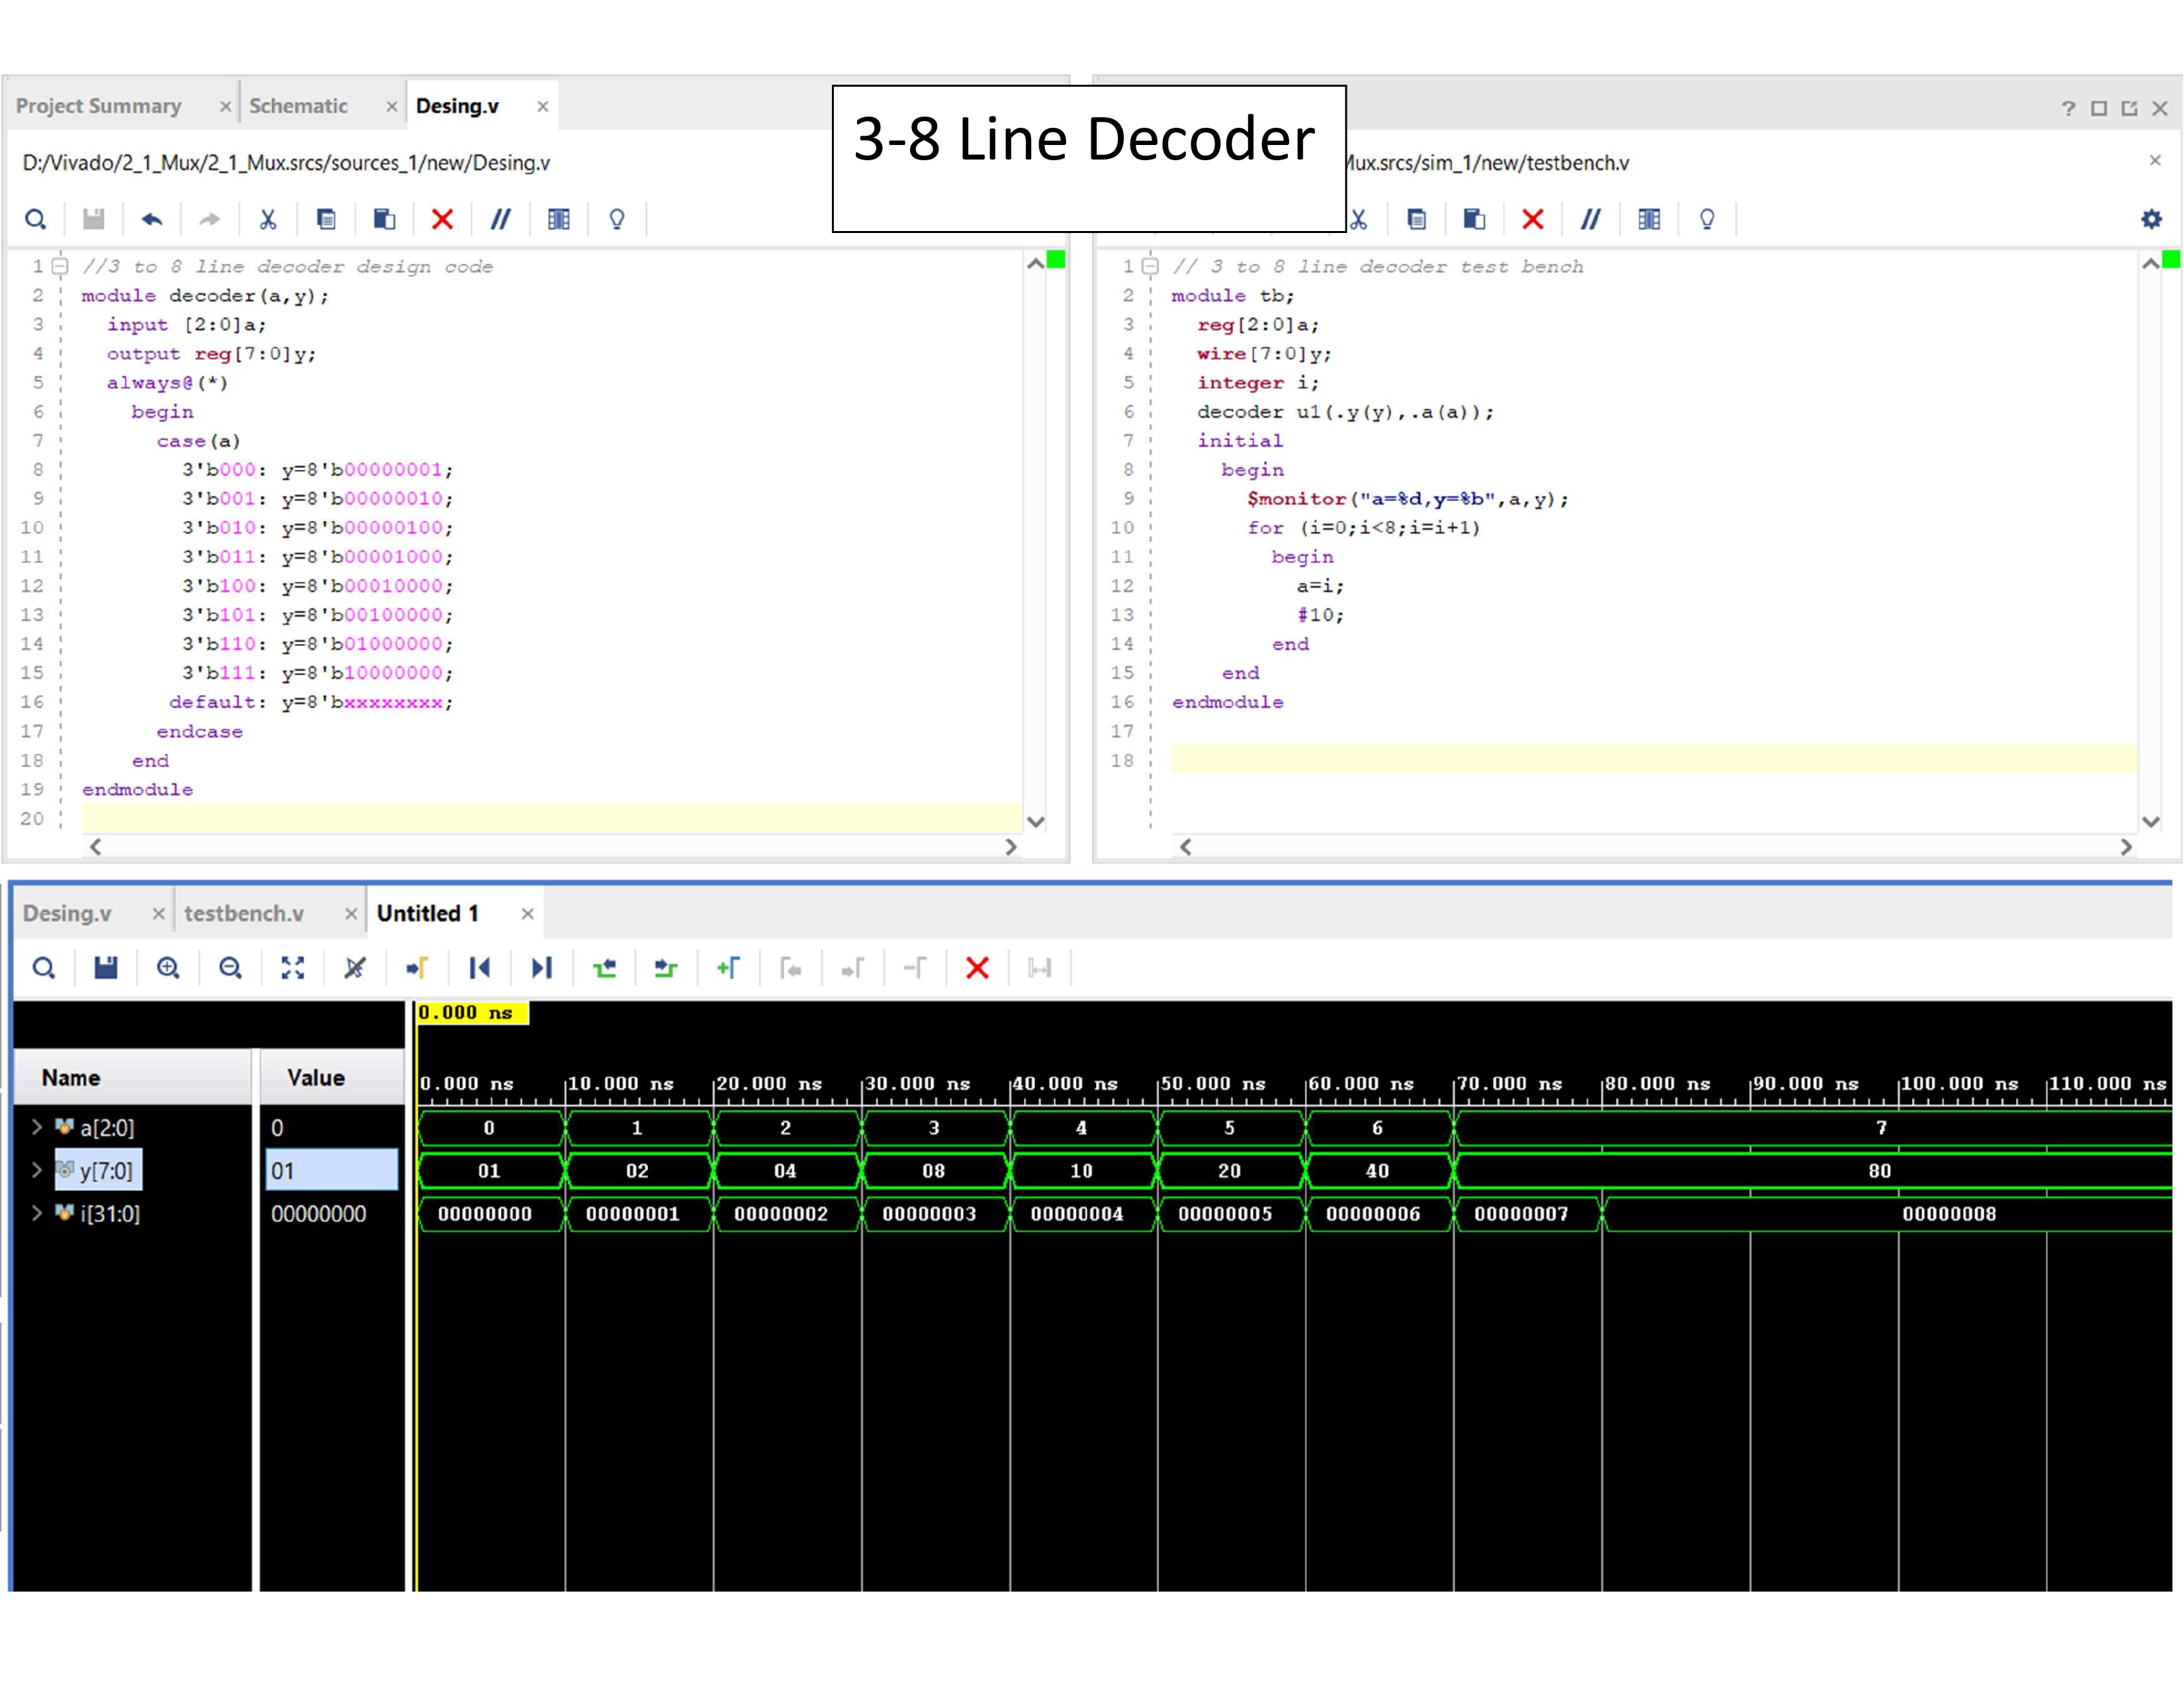 3-8 Line Decoder
Project Summary × Schematic × Desing.v ×
D:/Vivado/2_1_Mux/2_1_Mux.srcs/sources_1/new/Desing.v
1 //3 to 8 line decoder design code
2 module decoder(a,y);
3 input [2:0]a;
4 output reg[7:0]y;
5 always@(*)
6 begin
7 case(a)
8 3'b000: y=8'b00000001;
9 3'b001: y=8'b00000010;
10 3'b010: y=8'b00000100;
11 3'b011: y=8'b00001000;
12 3'b100: y=8'b00010000;
13 3'b101: y=8'b00100000;
14 3'b110: y=8'b01000000;
15 3'b111: y=8'b10000000;
16 default: y=8'bxxxxxxxx;
17 endcase
18 end
19 endmodule
20
Mux.srcs/sim_1/new/testbench.v
1 // 3 to 8 line decoder test bench
2 module tb;
3 reg[2:0]a;
4 wire[7:0]y;
5 integer i;
6 decoder u1(.y(y),.a(a));
7 initial
8 begin
9 $monitor("a=%d,y=%b",a,y);
10 for (i=0;i<8;i=i+1)
11 begin
12 a=i;
13 #10;
14 end
15 end
16 endmodule
17
18
Desing.v × testbench.v × Untitled 1 ×
0.000 ns
Name Value 0.000 ns 10.000 ns 20.000 ns 30.000 ns 40.000 ns 50.000 ns 60.000 ns 70.000 ns 80.000 ns 90.000 ns 100.000 ns 110.000 ns
a[2:0] 0 0 1 2 3 4 5 6 7
y[7:0] 01 01 02 04 08 10 20 40 80
i[31:0] 00000000 00000000 00000001 00000002 00000003 00000004 00000005 00000006 00000007 00000008